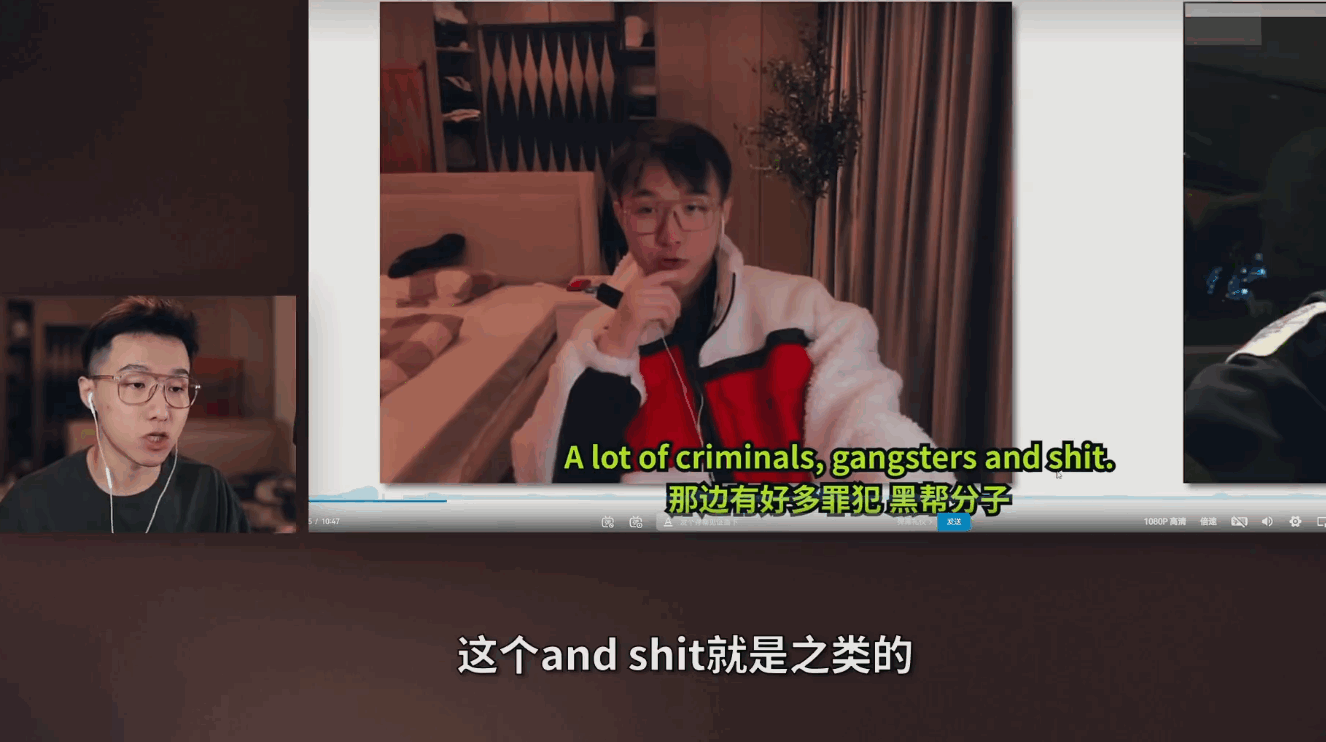 A lot of criminals, gangsters and shit.
那边有好多罪犯 黑帮分子
/ 10:47
发送
1080P 高清
倍速
这个and shit就是之类的